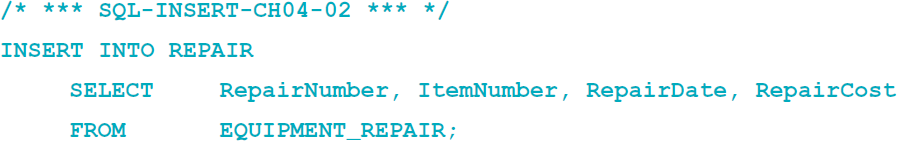 /* *** SQL-INSERT-CH04-02 *** */
INSERT INTO REPAIR
SELECT RepairNumber, ItemNumber, RepairDate, RepairCost
FROM EQUIPMENT_REPAIR;